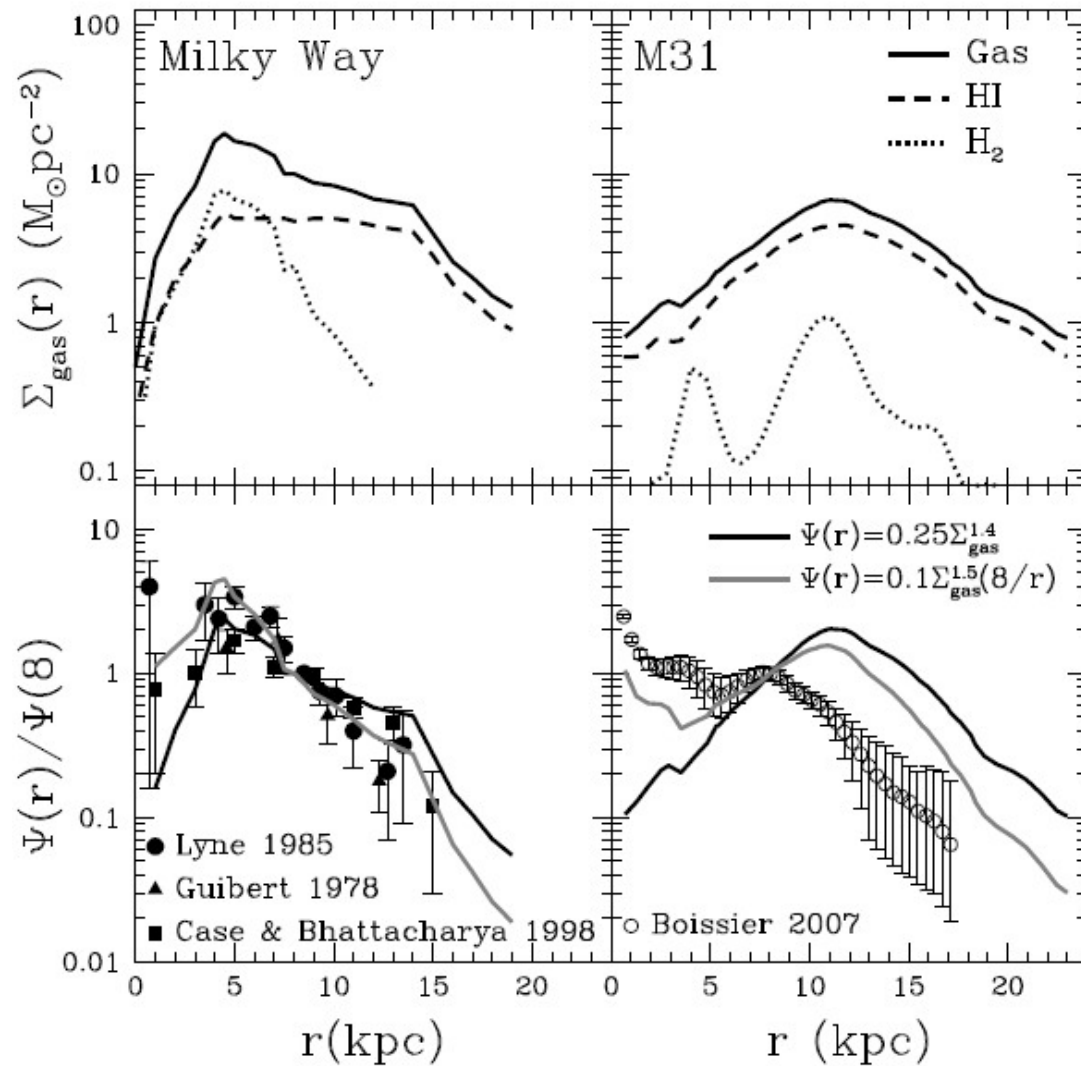 Milky Way
M31
Gas
HI
H₂
100
10
1
0.1
Σgas(r) (M⊙pc⁻²)
Ψ(r)=0.25Σgas^1.4
Ψ(r)=0.1Σgas^1.5(8/r)
10
1
0.1
0.01
Ψ(r)/Ψ(8)
Lyne 1985
Guibert 1978
Case & Bhattacharya 1998
Boissier 2007
0 5 10 15 20 0 5 10 15 20
r(kpc)
r (kpc)